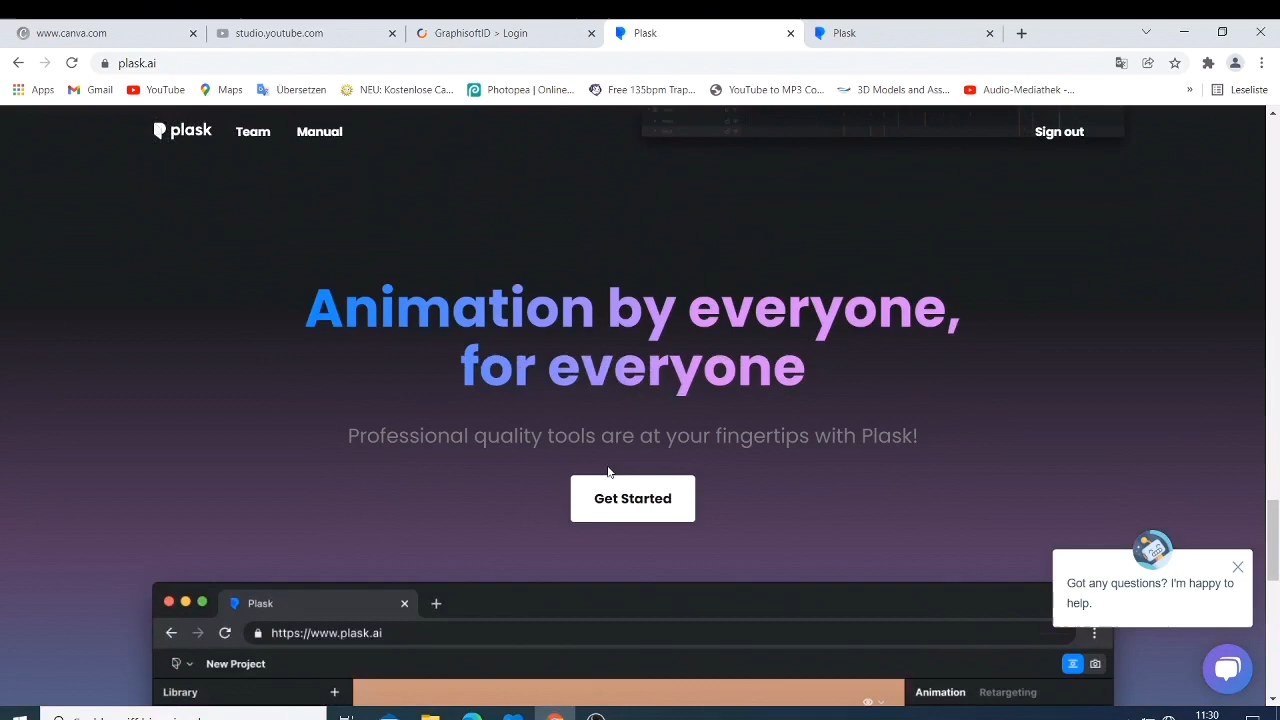 www.canva.com
studio.youtube.com
GraphisoftID > Login
Plask
Plask
plask.ai
Apps
Gmail
YouTube
Maps
Übersetzen
NEU: Kostenlose Ca...
Photopea | Online...
Free 135bpm Trap...
YouTube to MP3 Co...
3D Models and Ass...
Audio-Mediathek -...
»
Leseliste
plask
Team
Manual
Sign out
Animation by everyone,
for everyone
Professional quality tools are at your fingertips with Plask!
Get Started
Got any questions? I'm happy to
help.
Plask
https://www.plask.ai
New Project
Library
Animation
Retargeting
11:30